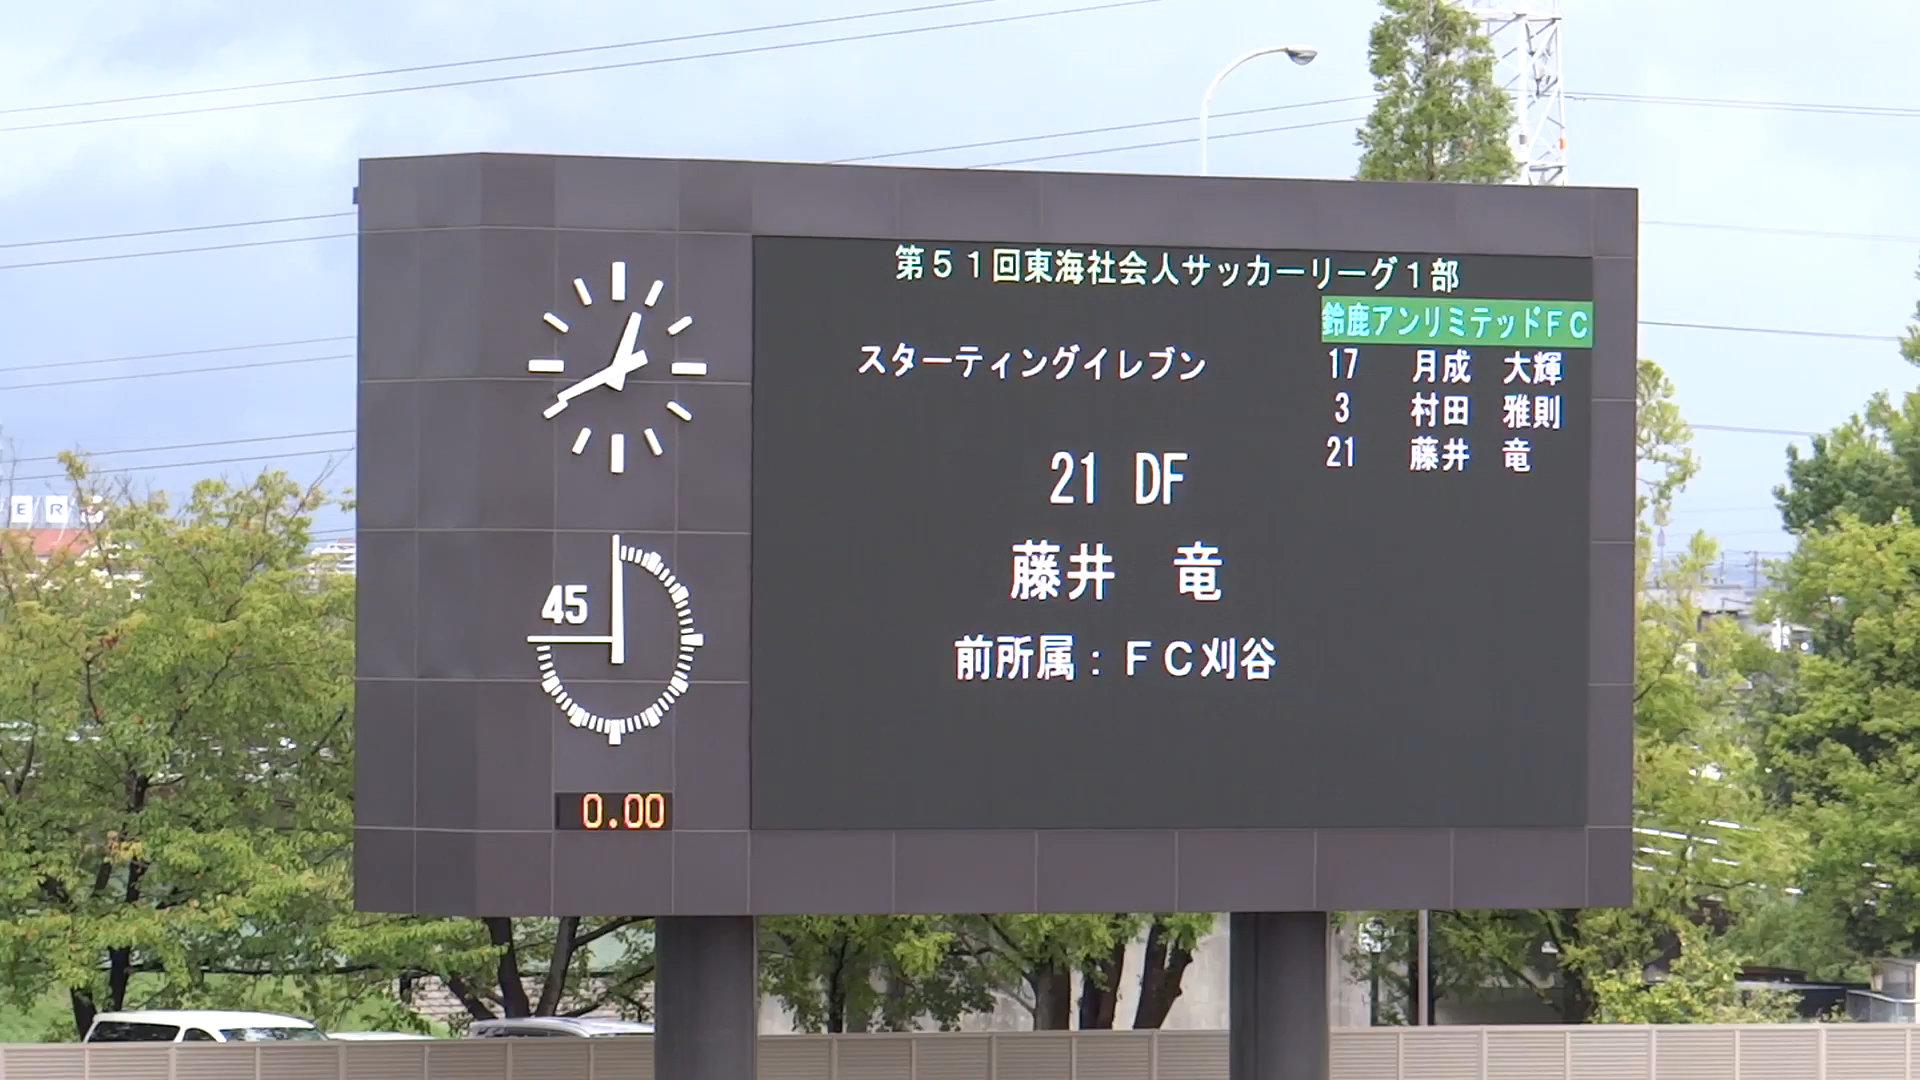 第５１回東海社会人サッカーリーグ１部
鈴鹿アンリミテッドＦＣ
スターティングイレブン
17 月成 大輝
3 村田 雅則
21 藤井 竜
21 DF
藤井 竜
前所属：ＦＣ刈谷
45
0.00
E R